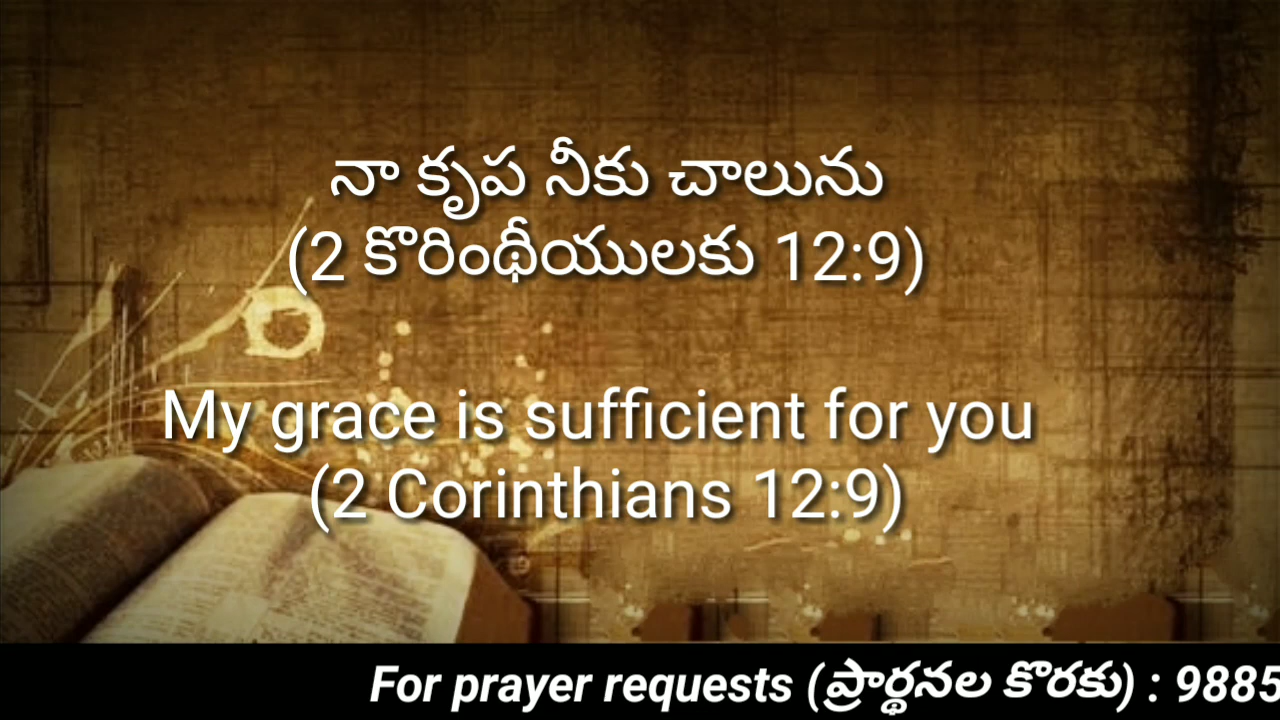 నా కృప నీకు చాలును
(2 కొరింథీయులకు 12:9)
My grace is sufficient for you
(2 Corinthians 12:9)
For prayer requests (ప్రార్థనల కొరకు) : 9885